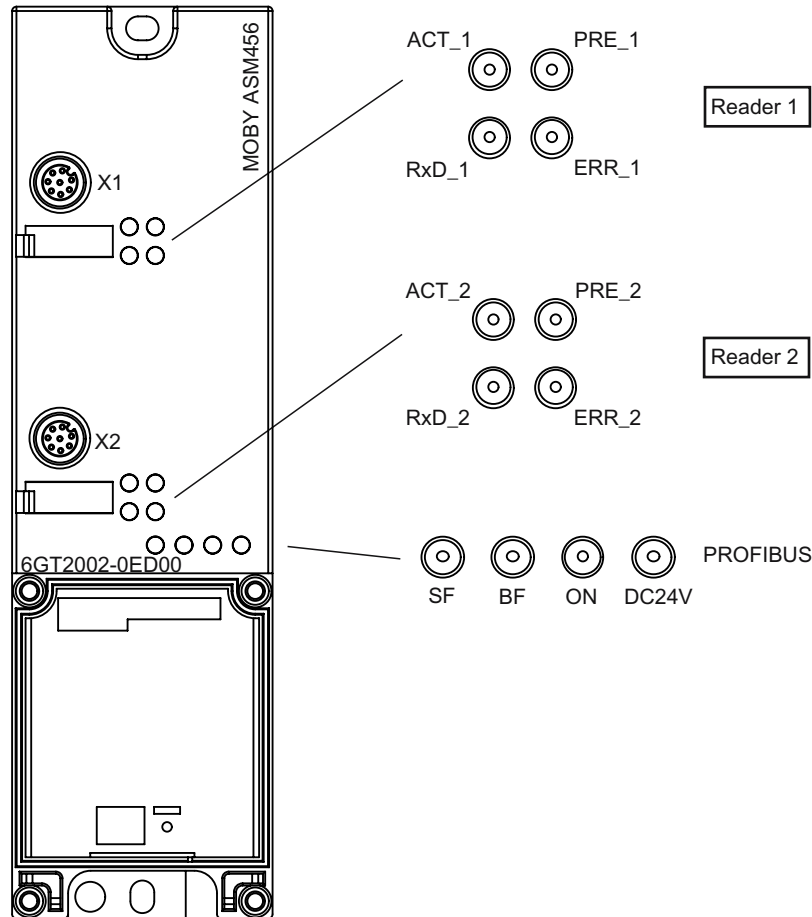 MOBY ASM456
X1
X2
6GT2002-0ED00
ACT_1 PRE_1
RxD_1 ERR_1
Reader 1
ACT_2 PRE_2
RxD_2 ERR_2
Reader 2
SF BF ON DC24V
PROFIBUS